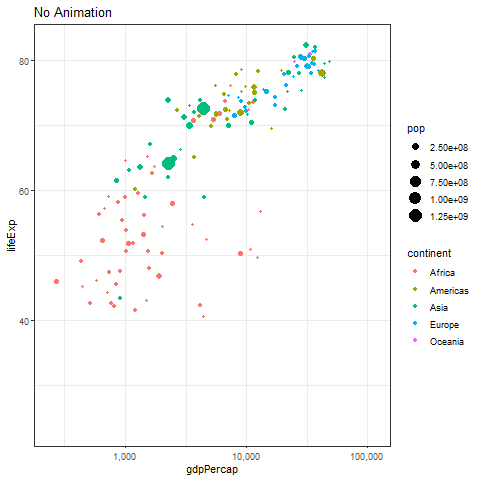 No Animation
80
60
40
lifeExp
1,000
10,000
100,000
gdpPercap
pop
2.50e+08
5.00e+08
7.50e+08
1.00e+09
1.25e+09
continent
Africa
Americas
Asia
Europe
Oceania